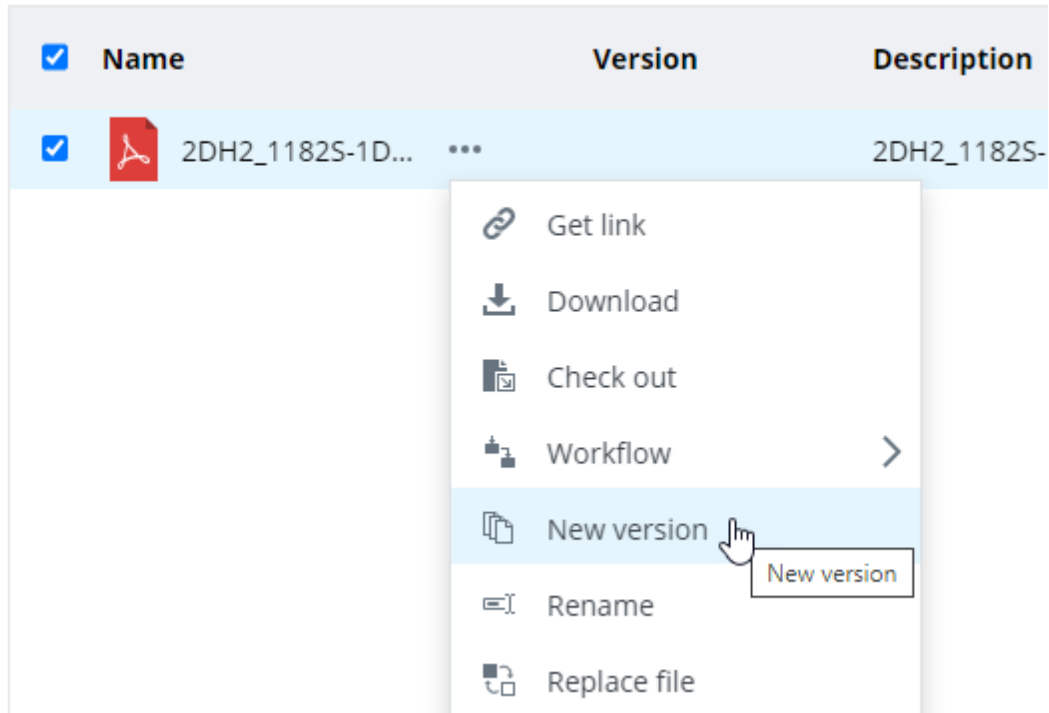 Name Version Description
2DH2_1182S-1D... ••• 2DH2_1182S-
Get link
Download
Check out
Workflow
New version
New version
Rename
Replace file